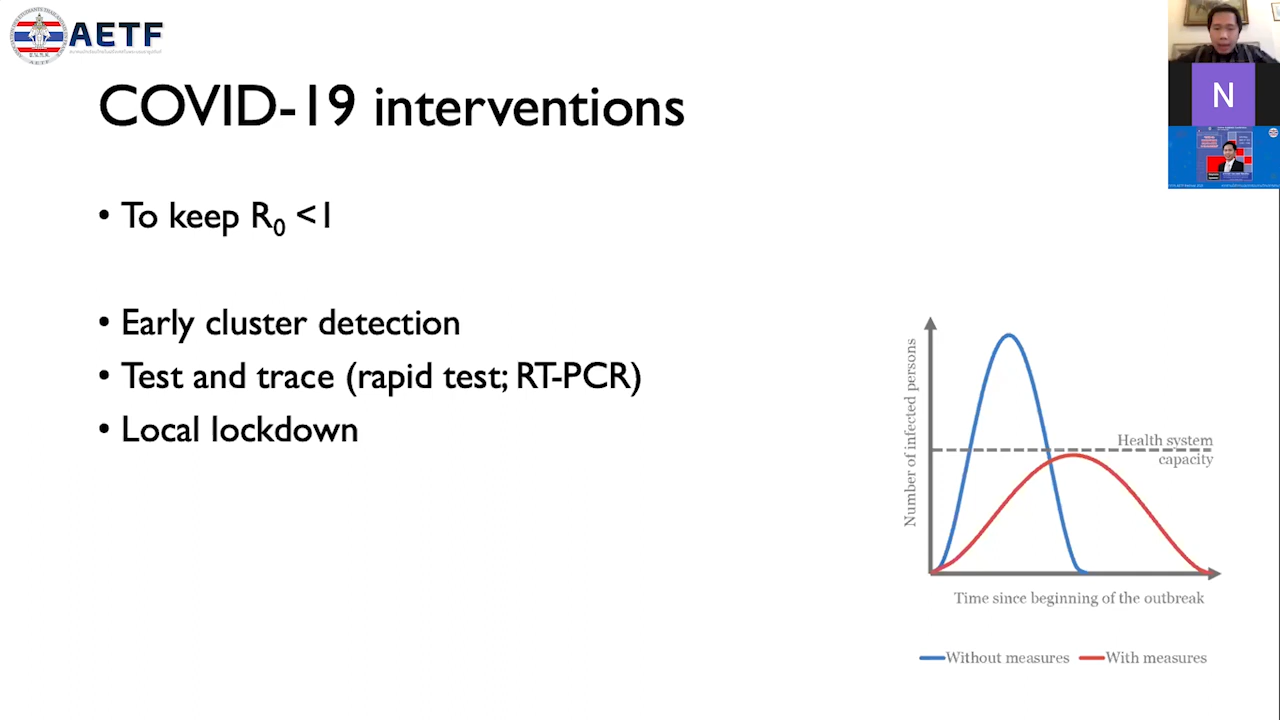 AETF
COVID-19 interventions
• To keep R₀ <1
• Early cluster detection
• Test and trace (rapid test; RT-PCR)
• Local lockdown
N
Number of infected persons
Health system
capacity
Time since beginning of the outbreak
Without measures
With measures